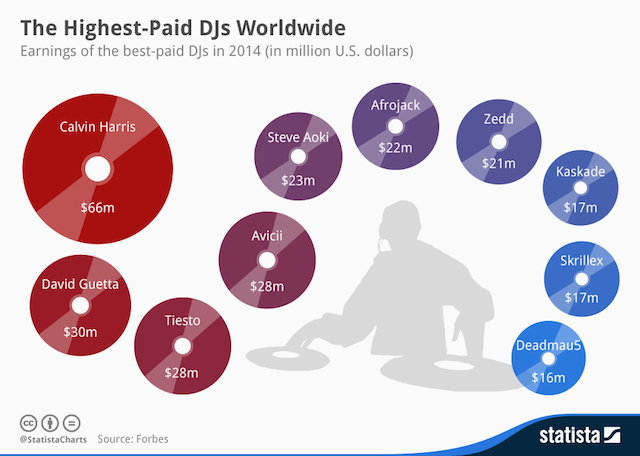 The Highest-Paid DJs Worldwide
Earnings of the best-paid DJs in 2014 (in million U.S. dollars)
Calvin Harris
$66m
David Guetta
$30m
Tiesto
$28m
Avicii
$28m
Steve Aoki
$23m
Afrojack
$22m
Zedd
$21m
Kaskade
$17m
Skrillex
$17m
Deadmau5
$16m
@StatistaCharts Source: Forbes
statista